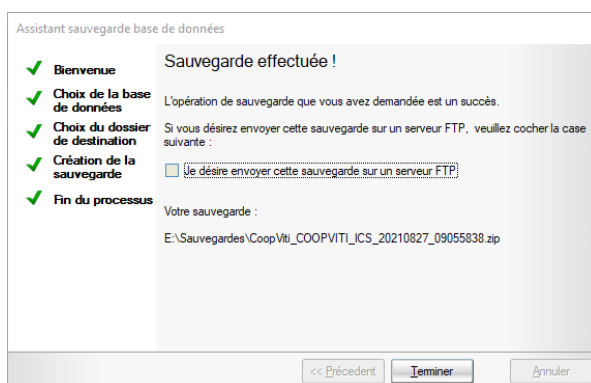 Assistant sauvegarde base de données
Bienvenue
Choix de la base
de données
Choix du dossier
de destination
Création de la
sauvegarde
Fin du processus
Sauvegarde effectuée !
L'opération de sauvegarde que vous avez demandée est un succès.
Si vous désirez envoyer cette sauvegarde sur un serveur FTP, veuillez cocher la case
suivante :
Je désire envoyer cette sauvegarde sur un serveur FTP
Votre sauvegarde :
E:\Sauvegardes\CoopViti_COOPVITI_ICS_20210827_09055838.zip
<< Précedent
Terminer
Annuler